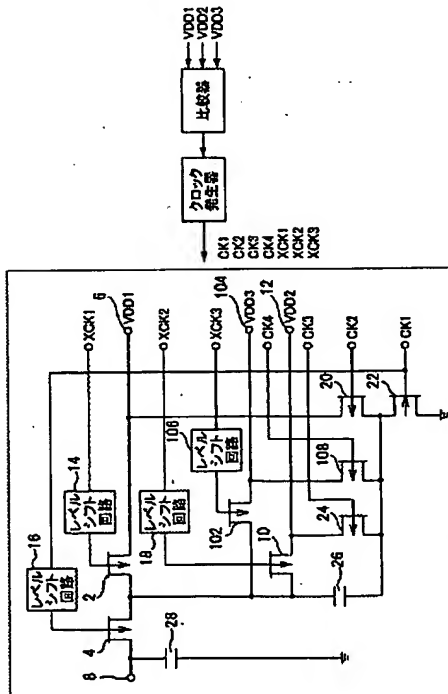 VDD1
VDD2
VDD3
比較器
クロック
発生器
CK1
CK2
CK3
CK4
XCK1
XCK2
XCK3
16
レベル
シフト
回路
14
レベル
シフト
回路
XCK1
6
VDD1
2
4
8
28
18
レベル
シフト
回路
XCK2
106
レベル
シフト
回路
XCK3
104
VDD3
102
CK4
12
VDD2
10
CK3
20
CK2
108
24
26
22
CK1